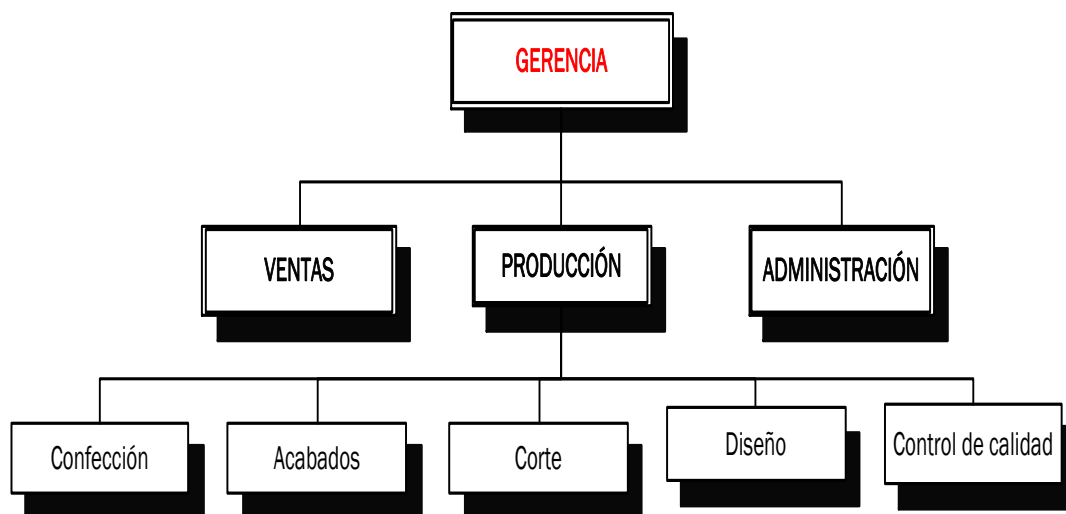 GERENCIA
VENTAS
PRODUCCIÓN
ADMINISTRACIÓN
Confección
Acabados
Corte
Diseño
Control de calidad